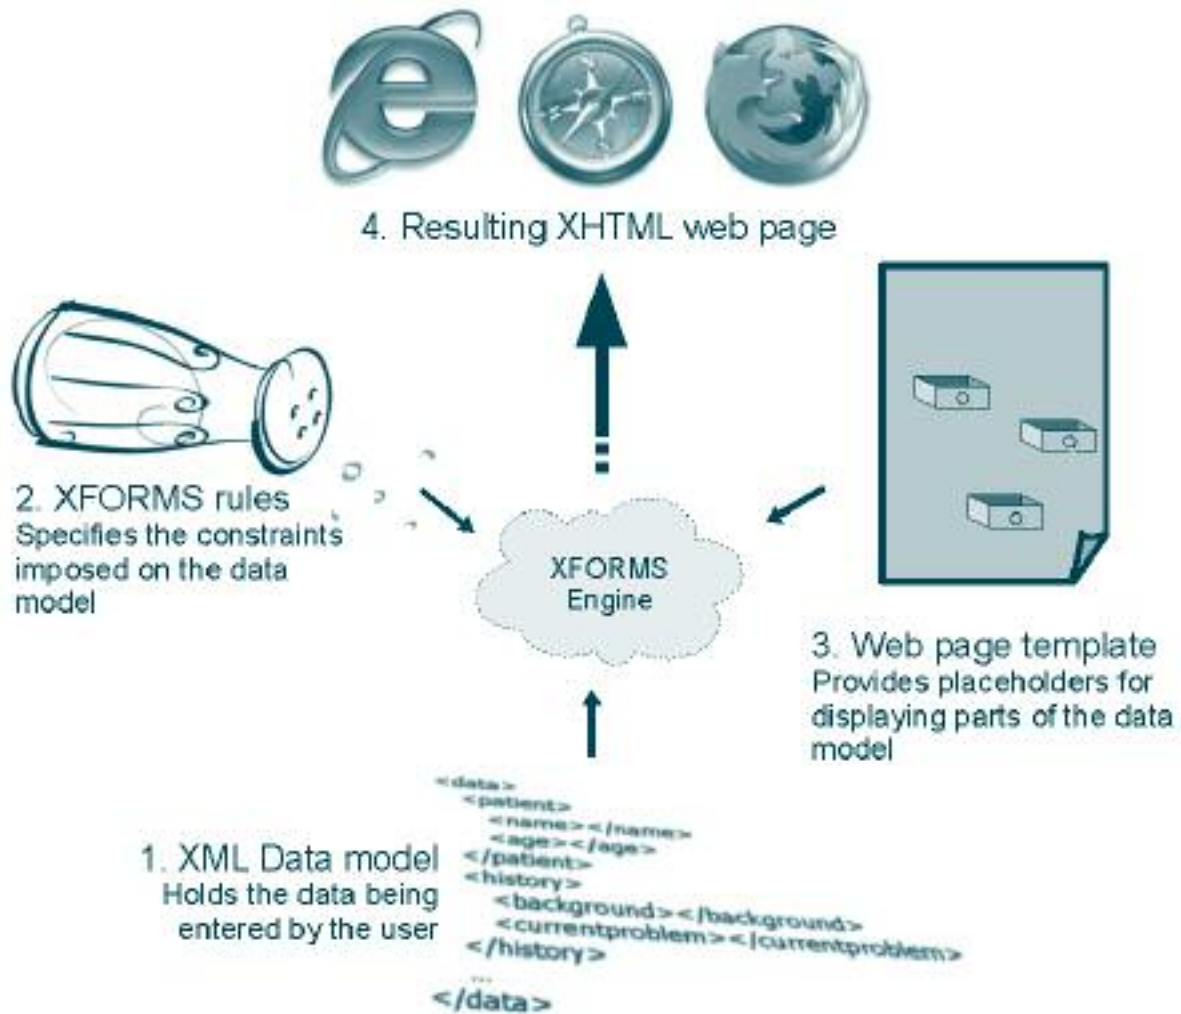 4. Resulting XHTML web page
2. XFORMS rules
Specifies the constraints
imposed on the data
model
XFORMS
Engine
3. Web page template
Provides placeholders for
displaying parts of the data
model
1. XML Data model
Holds the data being
entered by the user
<data>
<patient>
<name></name>
<age></age>
</patient>
<history>
<background></background>
<currentproblem></currentproblem>
</history>
...
</data>